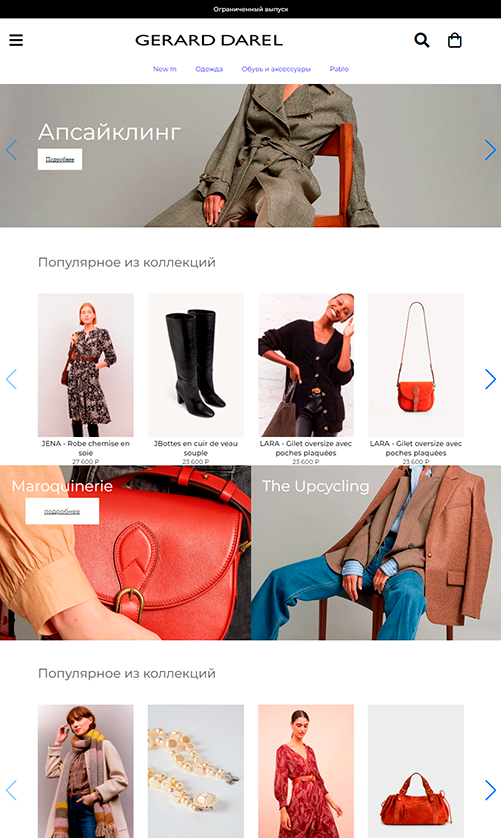 Ограниченный выпуск
GERARD DAREL
New In Одежда Обувь и аксессуары Pablo
Апсайклинг
Подробнее
Популярное из коллекций
JENA - Robe chemise en
soie
27 600 Р
JBottes en cuir de veau
souple
23 600 Р
LARA - Gilet oversize avec
poches plaquées
23 600 Р
LARA - Gilet oversize avec
poches plaquées
23 600 Р
Maroquinerie
подробнее
The Upcycling
Популярное из коллекций